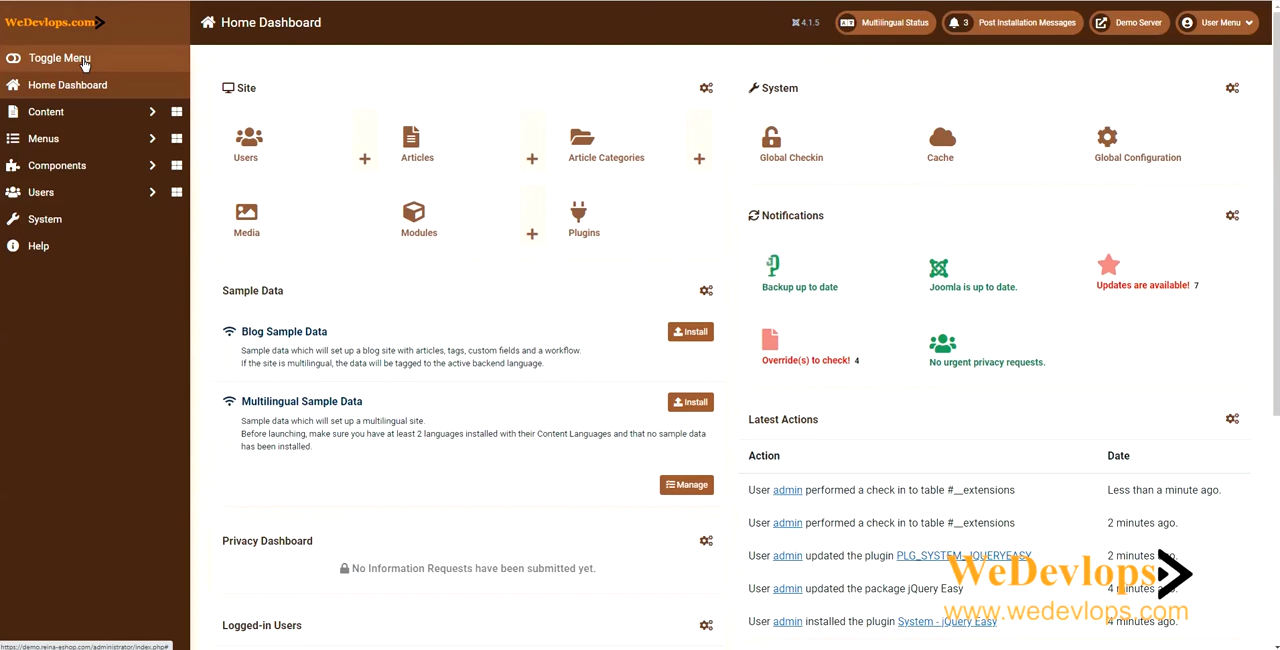 WeDevlops.com
Home Dashboard
4.1.5
Multilingual Status
3
Post Installation Messages
Demo Server
User Menu
Toggle Menu
Home Dashboard
Content
Menus
Components
Users
System
Help
Site
Users
Articles
Article Categories
Media
Modules
Plugins
Sample Data
Blog Sample Data
Install
Sample data which will set up a blog site with articles, tags, custom fields and a workflow.
If the site is multilingual, the data will be tagged to the active backend language.
Multilingual Sample Data
Install
Sample data which will set up a multilingual site.
Before launching, make sure you have at least 2 languages installed with their Content Languages and that no sample data
has been installed.
Manage
Privacy Dashboard
No Information Requests have been submitted yet.
Logged-in Users
System
Global Checkin
Cache
Global Configuration
Notifications
Backup up to date
Joomla is up to date.
Updates are available! 7
Override(s) to check! 4
No urgent privacy requests.
Latest Actions
Action Date
User admin performed a check in to table #__extensions Less than a minute ago.
User admin performed a check in to table #__extensions 2 minutes ago.
User admin updated the plugin PLG_SYSTEM_JQUERYEASY 2 minutes ago.
User admin updated the package jQuery Easy 4 minutes ago.
User admin installed the plugin System - jQuery Easy 4 minutes ago.
WeDevlops
www.wedevlops.com
https://demo.reina-eshop.com/administrator/index.php#